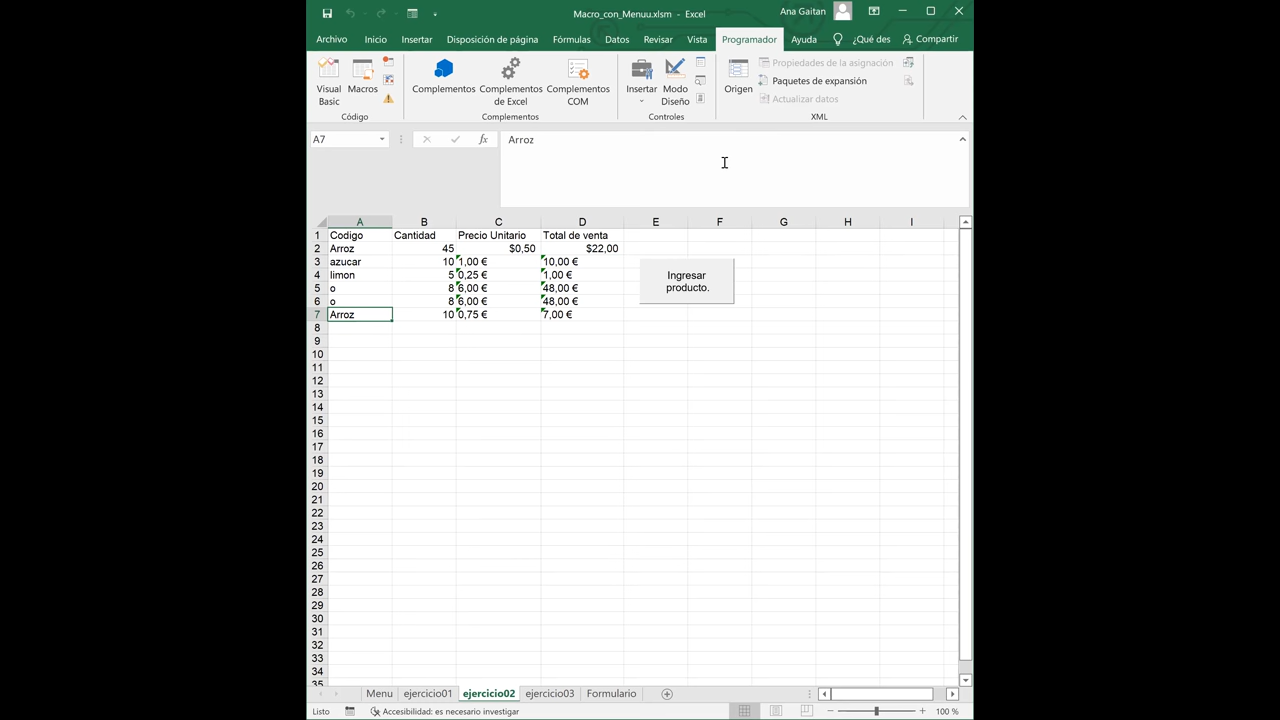 Macro_con_Menuu.xlsm - Excel
Ana Gaitan
Archivo Inicio Insertar Disposición de página Fórmulas Datos Revisar Vista Programador Ayuda ¿Qué des Compartir
Visual Basic
Macros
Código
Complementos
Complementos de Excel
Complementos COM
Complementos
Insertar
Modo Diseño
Controles
Origen
Propiedades de la asignación
Paquetes de expansión
Actualizar datos
XML
A7
fx
Arroz
A B C D E F G H I
1 Codigo Cantidad Precio Unitario Total de venta
2 Arroz 45 $0,50 $22,00
3 azucar 10 1,00 € 10,00 €
4 limon 5 0,25 € 1,00 €
5 o 8 6,00 € 48,00 €
6 o 8 6,00 € 48,00 €
7 Arroz 10 0,75 € 7,00 €
Ingresar
producto.
8
9
10
11
12
13
14
15
16
17
18
19
20
21
22
23
24
25
26
27
28
29
30
31
32
33
34
35
Menu ejercicio01 ejercicio02 ejercicio03 Formulario
Listo Accesibilidad: es necesario investigar 100 %